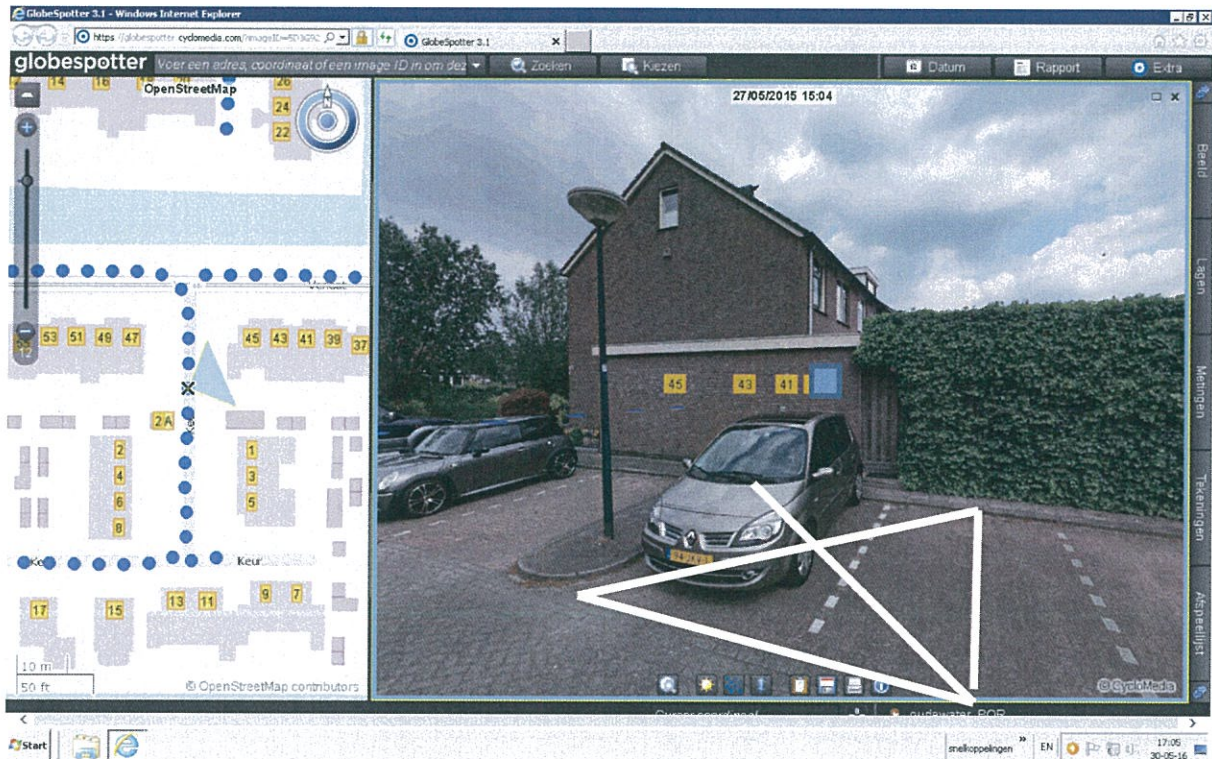 GlobeSpotter 3.1 - Windows Internet Explorer
GlobeSpotter 3.1
globespotter
Voer een adres, coordinaat of een image ID in om dez
Zoeken
Kiezen
Datum
Rapport
Extra
14
16
26
OpenStreetMap
24
22
27/05/2015 15:04
Beeld
Lagen
Metingen
Tekeningen
Afspeellijst
53
51
49
47
45
43
41
39
37
45
43
41
2A
2
4
6
8
1
3
5
Keur
17
15
13
11
9
7
10 m
50 ft
© OpenStreetMap contributors
© CycloMedia
oudewater_POR
Start
snelkoppelingen
EN
17:05
30-05-16